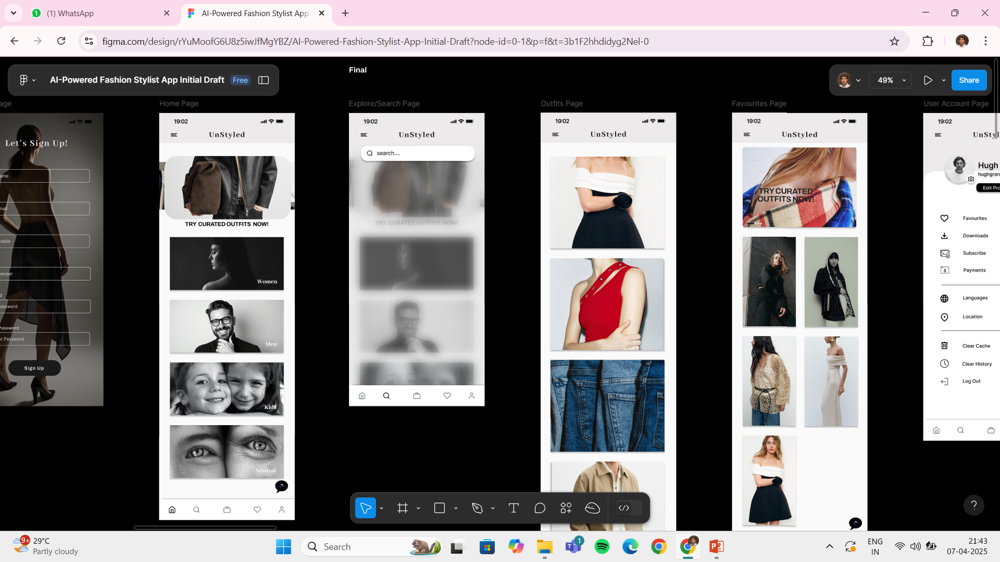 (1) WhatsApp
AI-Powered Fashion Stylist App
figma.com/design/rYuMoofG6U8z5iwJfMgYBZ/AI-Powered-Fashion-Stylist-App-Initial-Draft?node-id=0-1&p=f&t=3b1F2hhdidyg2Nel-0
AI-Powered Fashion Stylist App Initial Draft Free
Final
49%
Share
age
Let's Sign Up!
ame
mail
obile
ender
d
assword
Password
r Password
Sign Up
Home Page
19:02
UnStyled
TRY CURATED OUTFITS NOW!
Women
Men
Kids
Neutral
Explore/Search Page
19:02
UnStyled
search....
TRY CURATED OUTFITS NOW!
Outfits Page
19:02
UnStyled
Favourites Page
19:02
UnStyled
TRY CURATED
OUTFITS NOW!
User Account Page
19:02
UnStyl
Hugh
hughgran
Edit Pro
Favourites
Downloads
Subscribe
$
Payments
Languages
Location
Clear Cache
Clear History
Log Out
?
9+
29°C
Partly cloudy
Search
1
ENG
IN
21:43
07-04-2025